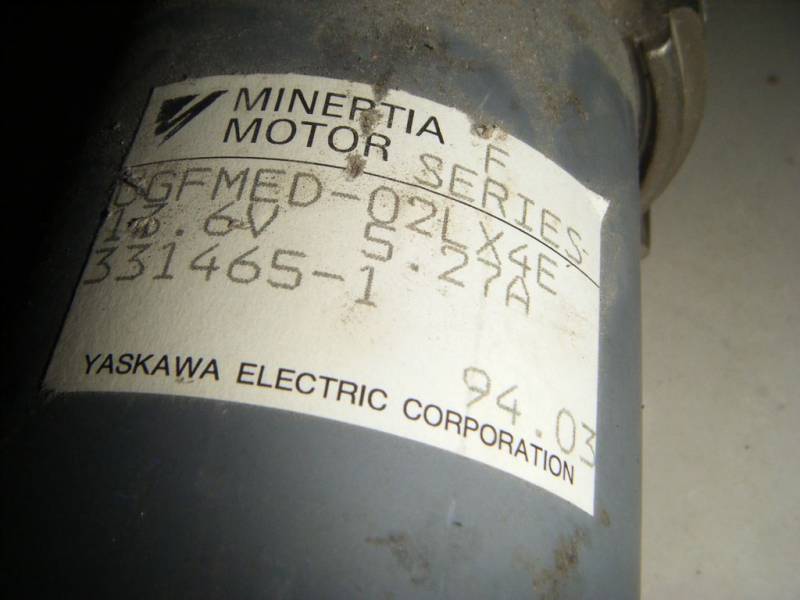 MINERTIA
MOTOR F SERIES
UGFMED-02LX4E
5.27A
331465-1
94.03
YASKAWA ELECTRIC CORPORATION